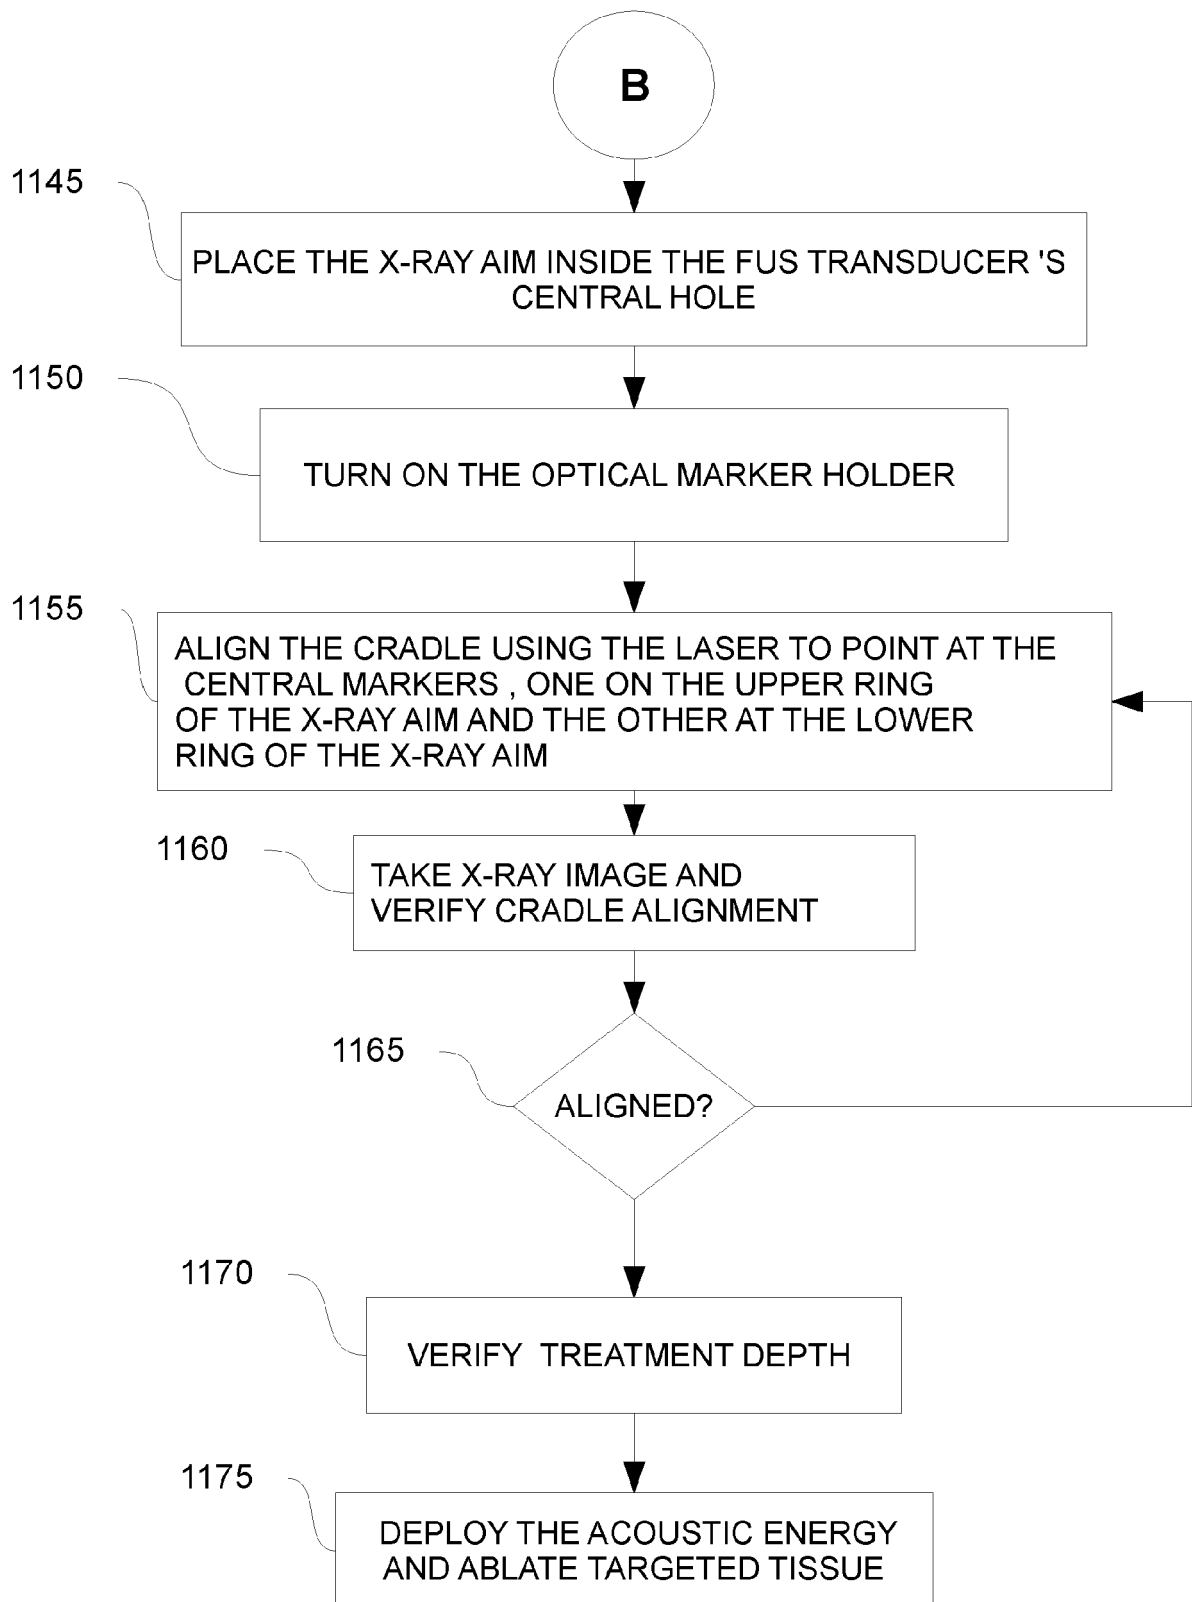 B
1145
PLACE THE X-RAY AIM INSIDE THE FUS TRANSDUCER 'S
CENTRAL HOLE
1150
TURN ON THE OPTICAL MARKER HOLDER
1155
ALIGN THE CRADLE USING THE LASER TO POINT AT THE
CENTRAL MARKERS , ONE ON THE UPPER RING
OF THE X-RAY AIM AND THE OTHER AT THE LOWER
RING OF THE X-RAY AIM
1160
TAKE X-RAY IMAGE AND
VERIFY CRADLE ALIGNMENT
1165
ALIGNED?
1170
VERIFY TREATMENT DEPTH
1175
DEPLOY THE ACOUSTIC ENERGY
AND ABLATE TARGETED TISSUE